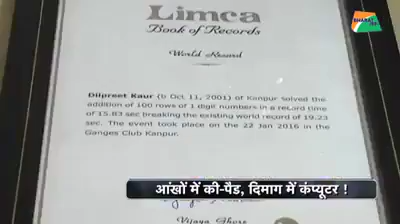 Limca
Book of Records
World Record
Dilpreet Kaur (b Oct 11, 2001) of Kanpur solved the
addition of 100 rows of 1 digit numbers in a record time
of 15.83 sec breaking the existing world record of 19.23
sec. The event took place on the 22 Jan 2016 in the
Ganges Club Kanpur.
आंखों में की-पैड, दिमाग में कंप्यूटर !
Vijaya Ghose
BHARAT